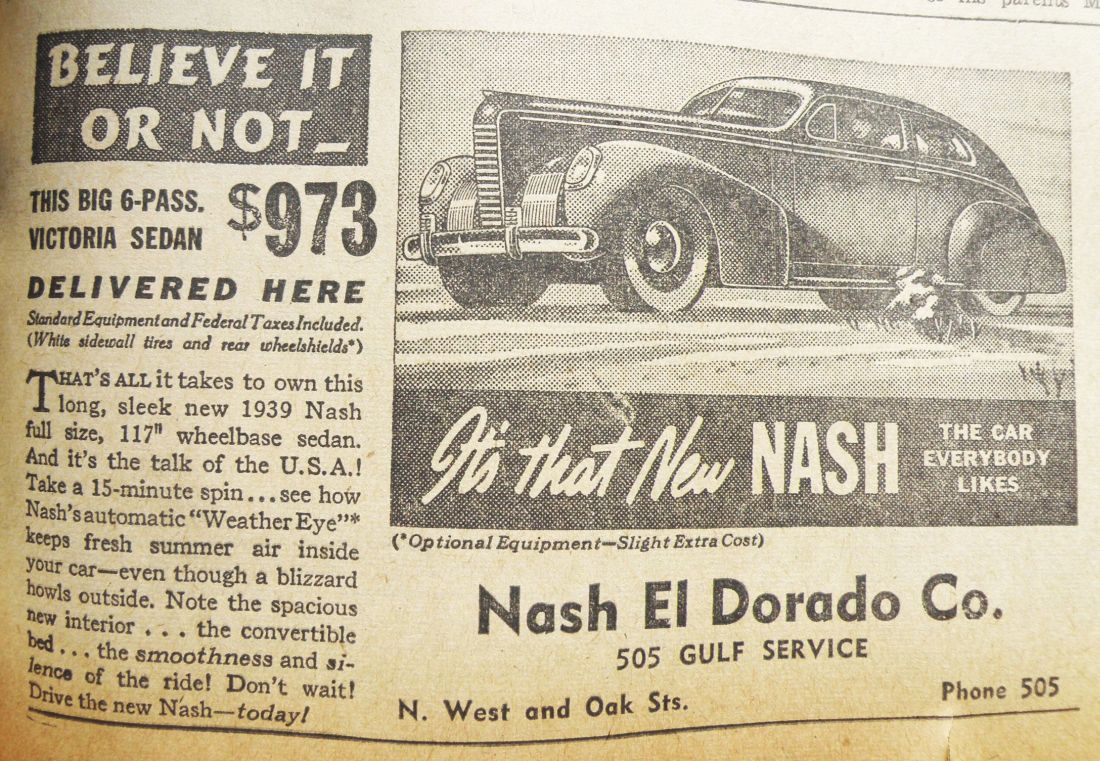 of his parents M
BELIEVE IT
OR NOT_
THIS BIG 6-PASS.
VICTORIA SEDAN
$973
DELIVERED HERE
Standard Equipment and Federal Taxes Included.
(White sidewall tires and rear wheelshields*)
THAT'S ALL it takes to own this
long, sleek new 1939 Nash
full size, 117" wheelbase sedan.
And it's the talk of the U.S.A.!
Take a 15-minute spin...see how
Nash's automatic "Weather Eye"*
keeps fresh summer air inside
your car—even though a blizzard
howls outside. Note the spacious
new interior . . . the convertible
bed . . . the smoothness and si-
lence of the ride! Don't wait!
Drive the new Nash—today!
It's that New NASH
THE CAR
EVERYBODY
LIKES
(*Optional Equipment—Slight Extra Cost)
Nash El Dorado Co.
505 GULF SERVICE
N. West and Oak Sts.
Phone 505